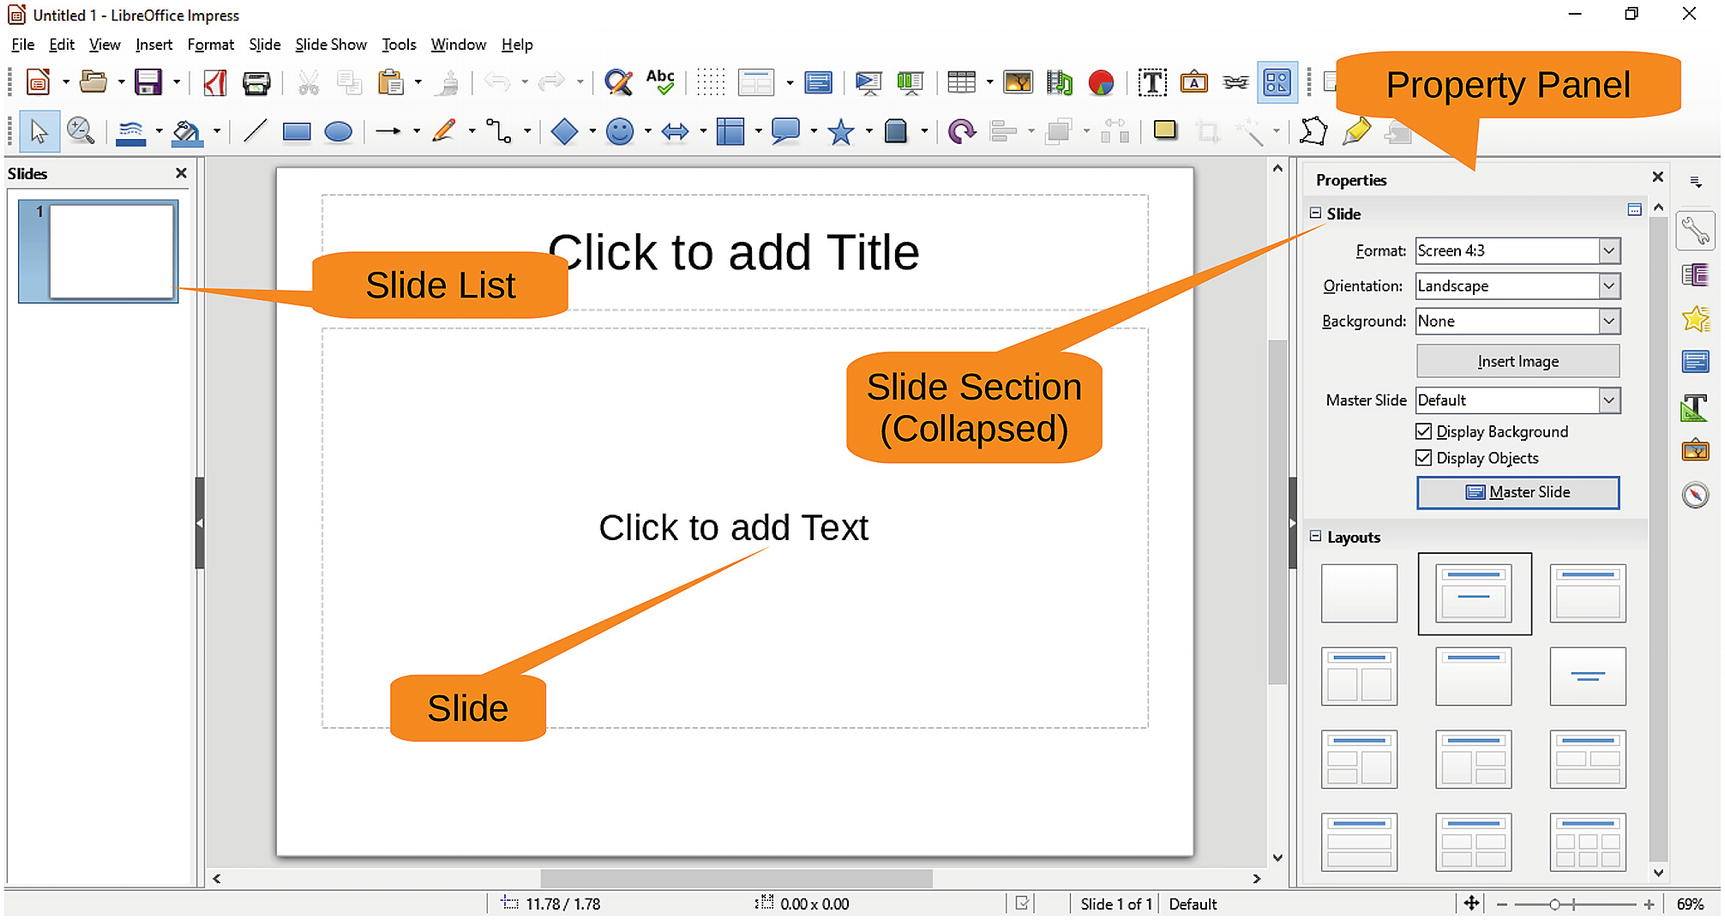 Untitled 1 - LibreOffice Impress
File Edit View Insert Format Slide Slide Show Tools Window Help
Abc
T
Property Panel
Slides
1
Click to add Title
Slide List
Slide Section
(Collapsed)
Click to add Text
Slide
Properties
Slide
Format: Screen 4:3
Orientation: Landscape
Background: None
Insert Image
Master Slide Default
Display Background
Display Objects
Master Slide
Layouts
11.78 / 1.78 0.00 x 0.00 Slide 1 of 1 Default 69%